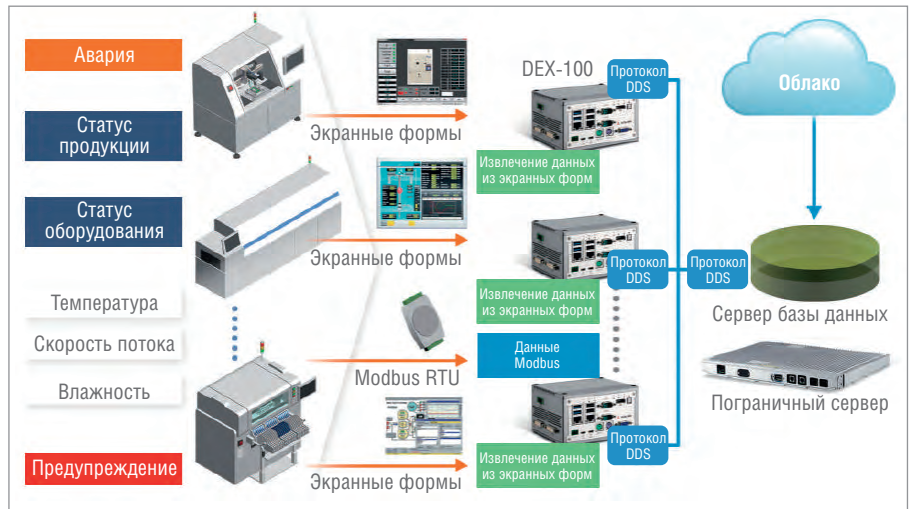 Авария
Статус
продукции
Статус
оборудования
Температура
Скорость потока
Влажность
Предупреждение
Экранные формы
Экранные формы
Modbus RTU
Экранные формы
DEX-100
Протокол
DDS
Извлечение данных
из экранных форм
Протокол
DDS
Извлечение данных
из экранных форм
Данные
Modbus
Протокол
DDS
Извлечение данных
из экранных форм
Протокол
DDS
Облако
Сервер базы данных
Пограничный сервер